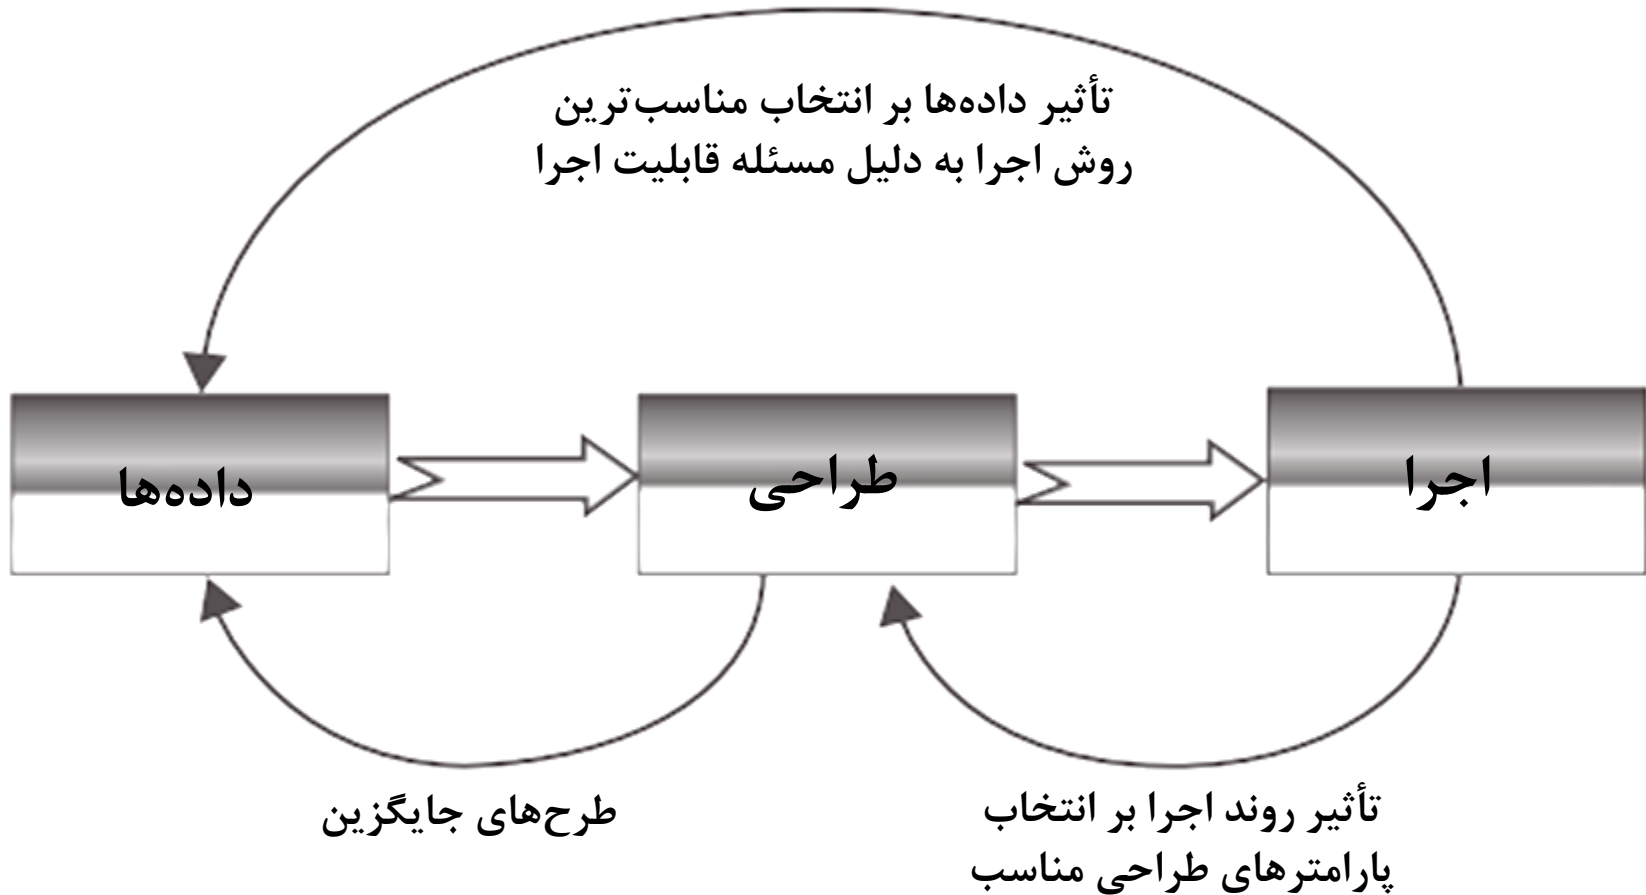 تأثیر داده‌ها بر انتخاب مناسب‌ترین
روش اجرا به دلیل مسئله قابلیت اجرا
داده‌ها
طراحی
اجرا
طرح‌های جایگزین
تأثیر روند اجرا بر انتخاب
پارامترهای طراحی مناسب